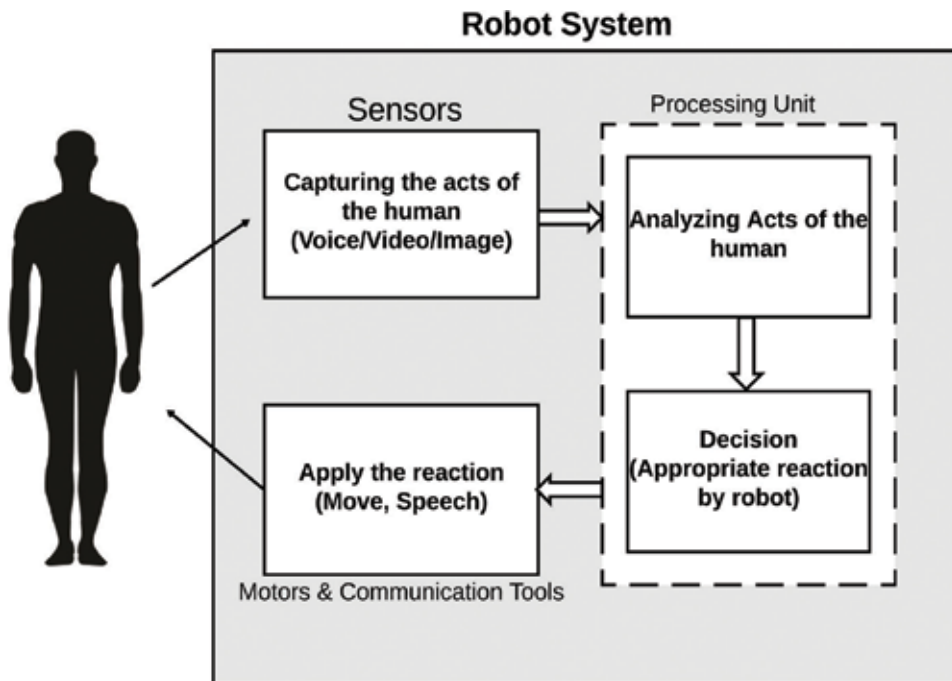 Robot System
Sensors
Capturing the acts of
the human
(Voice/Video/Image)
Processing Unit
Analyzing Acts of the
human
Decision
(Appropriate reaction
by robot)
Apply the reaction
(Move, Speech)
Motors & Communication Tools